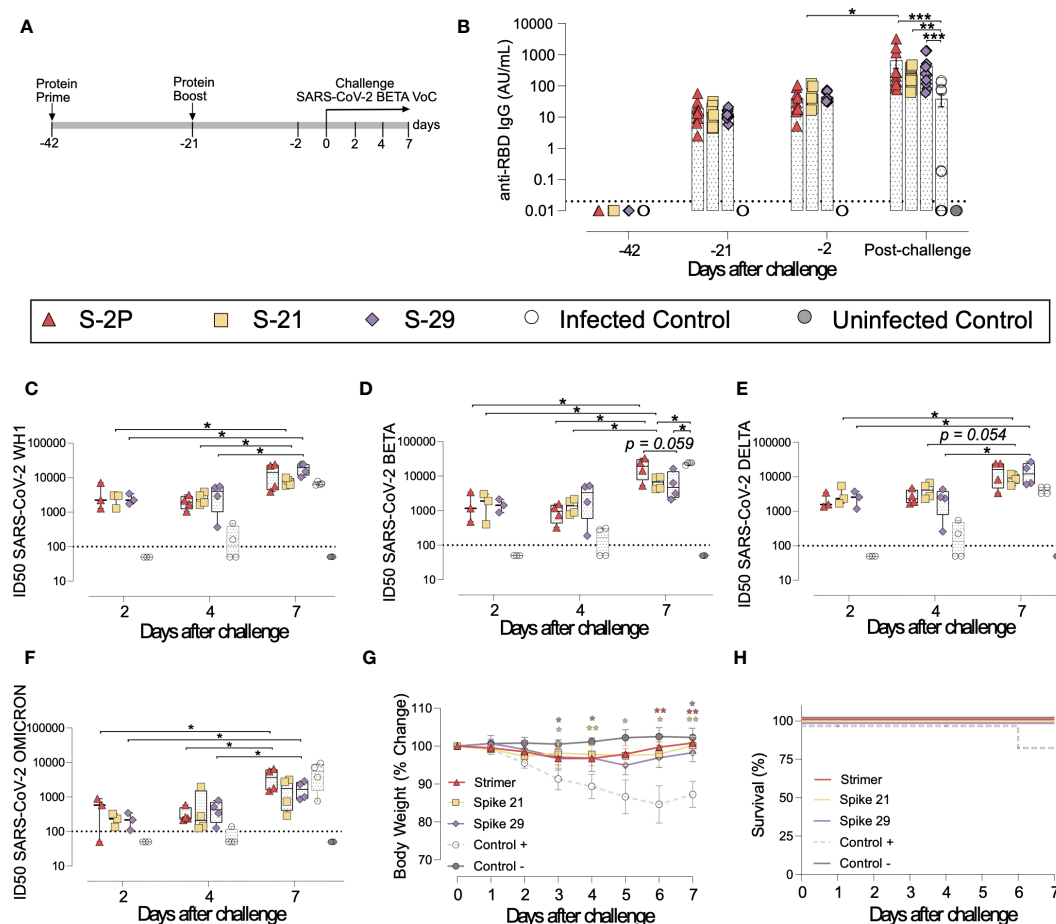 A
Protein
Prime
Protein
Boost
Challenge
SARS-CoV-2 BETA VoC
days
-42 -21 -2 0 2 4 7
B
anti-RBD IgG (AU/mL)
* *** ** ***
10000
1000
100
10
1
0.1
0.01
-42 -21 -2 Post-challenge
Days after challenge
S-2P S-21 S-29 Infected Control Uninfected Control
C
ID50 SARS-CoV-2 WH1
* * * *
100000
10000
1000
100
10
2 4 7
Days after challenge
D
ID50 SARS-CoV-2 BETA
* * * * * *
p = 0.059
100000
10000
1000
100
10
2 4 7
Days after challenge
E
ID50 SARS-CoV-2 DELTA
* *
p = 0.054
*
100000
10000
1000
100
10
2 4 7
Days after challenge
F
ID50 SARS-CoV-2 OMICRON
* * * *
100000
10000
1000
100
10
2 4 7
Days after challenge
G
Body Weight (% Change)
110
100
90
80
70
* * * ** * ** * * ** **
Strimer
Spike 21
Spike 29
Control +
Control -
0 1 2 3 4 5 6 7
Days after challenge
H
Survival (%)
100
75
50
25
0
Strimer
Spike 21
Spike 29
Control +
Control -
0 1 2 3 4 5 6 7
Days after challenge